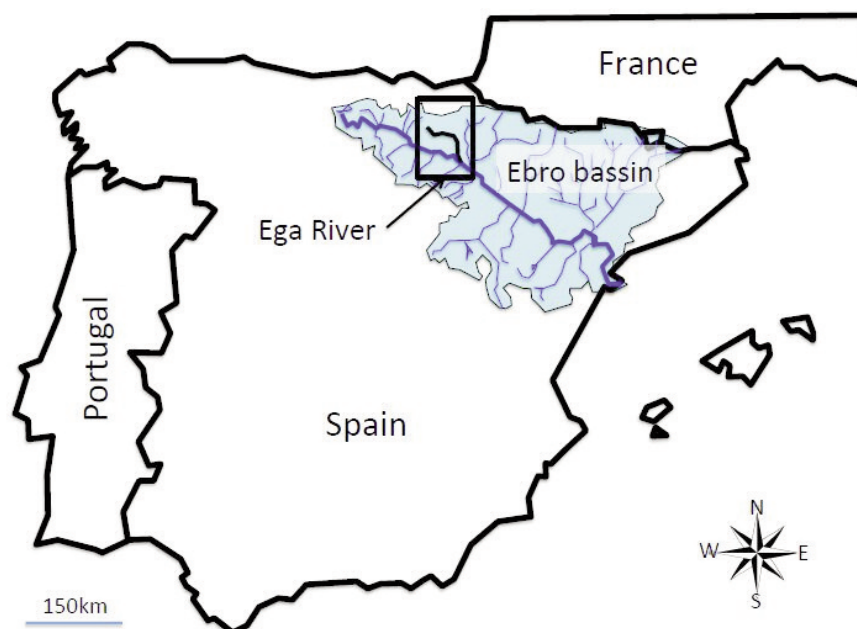 France
Ebro bassin
Ega River
Portugal
Spain
N
W E
S
150km